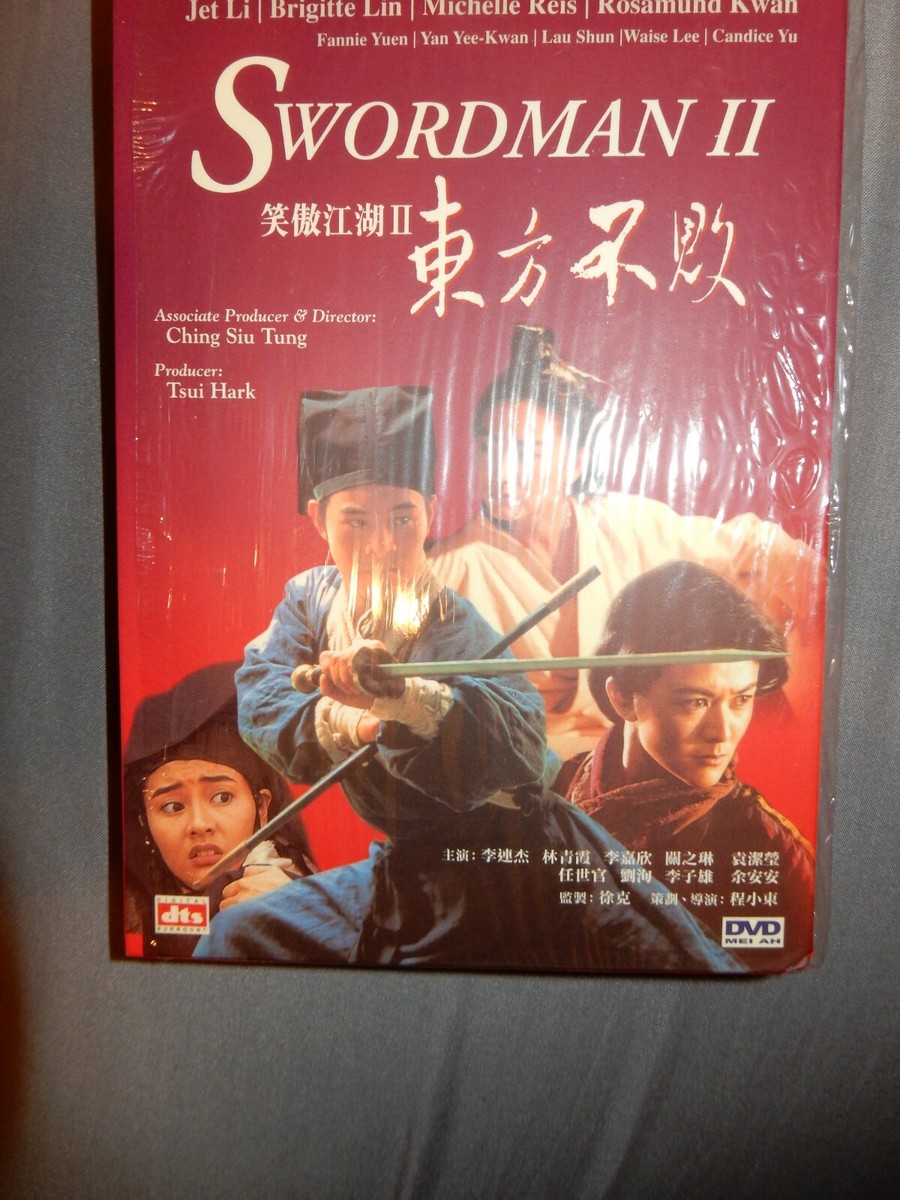 Jet Li | Brigitte Lin | Michelle Reis | Rosamund Kwan
Fannie Yuen | Yan Yee-Kwan | Lau Shun |Waise Lee | Candice Yu
SWORDMAN II
笑傲江湖II 東方不敗
Associate Producer & Director:
Ching Siu Tung
Producer:
Tsui Hark
主演: 李連杰 林青霞 李嘉欣 關之琳 袁潔瑩
任世官 劉洵 李子雄 余安安
監製: 徐克 策劃、導演: 程小東
DIGITAL
dts
SURROUND
DVD
MEI AH